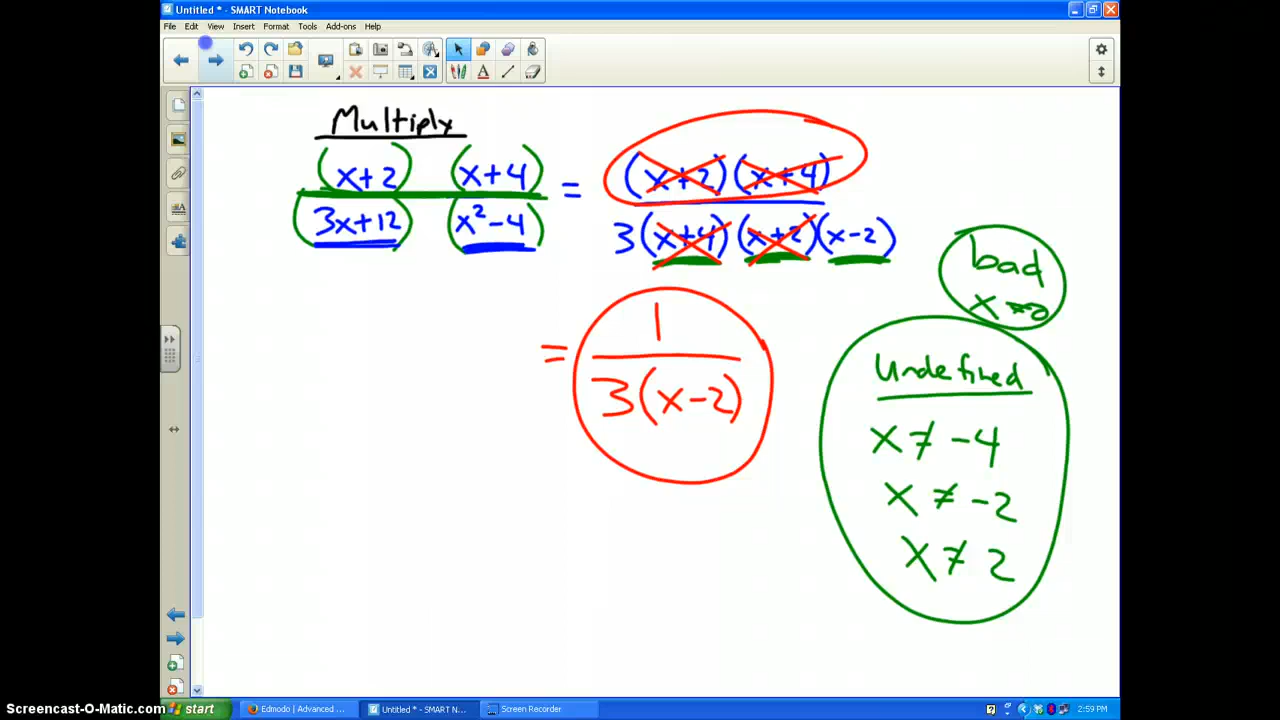 Untitled * - SMART Notebook
File Edit View Insert Format Tools Add-ons Help
Multiply
(x+2) (x+4) = (x+2)(x+4)
(3x+12) (x²-4) 3(x+4)(x+2)(x-2)
bad
= 1
3(x-2)
Undefined
x ≠ -4
x ≠ -2
x ≠ 2
Screencast-O-Matic.com start Edmodo | Advanced ... Untitled * - SMART N... Screen Recorder 2:59 PM